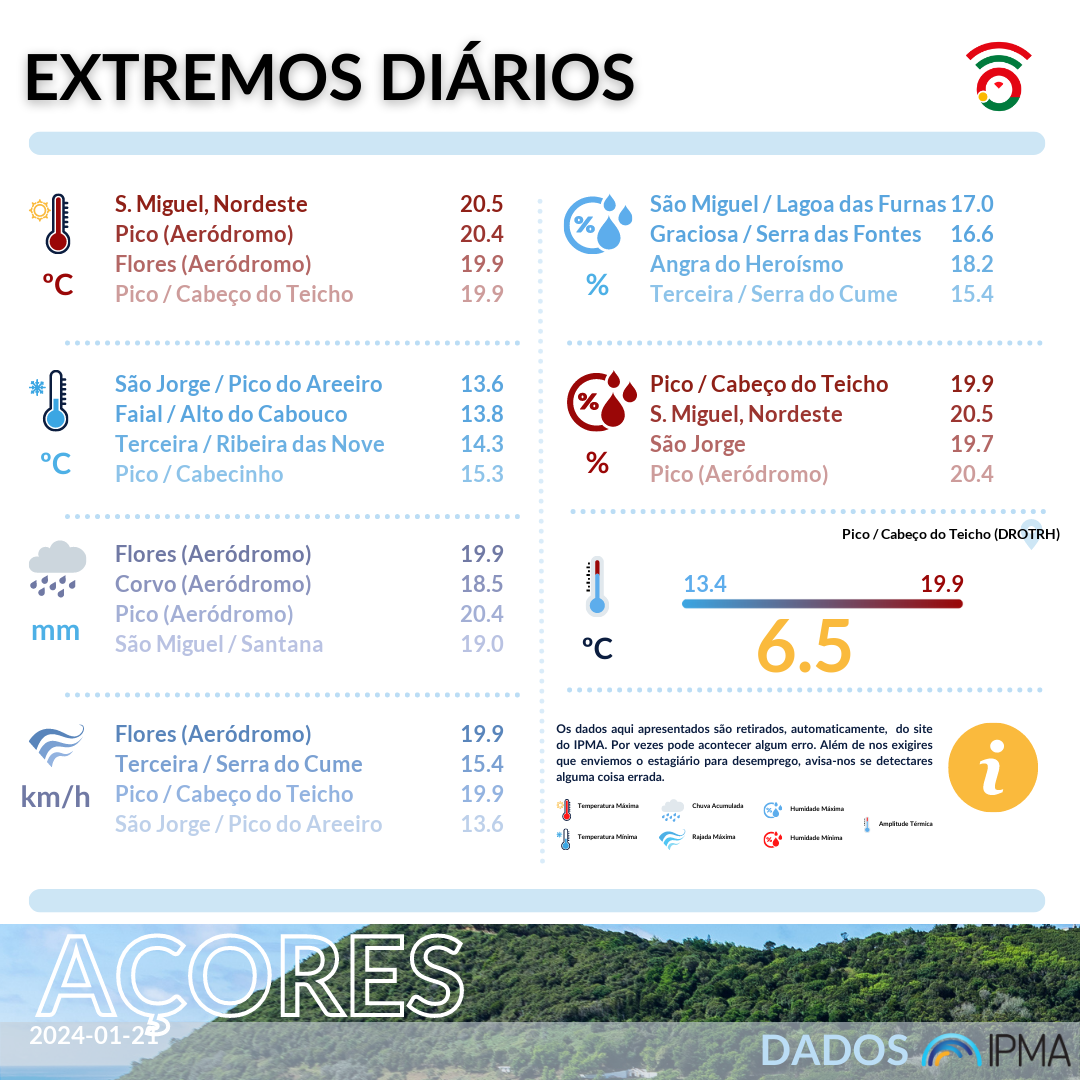 EXTREMOS DIÁRIOS
S. Miguel, Nordeste 20.5
Pico (Aeródromo) 20.4
Flores (Aeródromo) 19.9
Pico / Cabeço do Teicho 19.9
ºC
São Jorge / Pico do Areeiro 13.6
Faial / Alto do Cabouco 13.8
Terceira / Ribeira das Nove 14.3
Pico / Cabecinho 15.3
ºC
Flores (Aeródromo) 19.9
Corvo (Aeródromo) 18.5
Pico (Aeródromo) 20.4
São Miguel / Santana 19.0
mm
Flores (Aeródromo) 19.9
Terceira / Serra do Cume 15.4
Pico / Cabeço do Teicho 19.9
São Jorge / Pico do Areeiro 13.6
km/h
%
São Miguel / Lagoa das Furnas 17.0
Graciosa / Serra das Fontes 16.6
Angra do Heroísmo 18.2
Terceira / Serra do Cume 15.4
%
%
Pico / Cabeço do Teicho 19.9
S. Miguel, Nordeste 20.5
São Jorge 19.7
Pico (Aeródromo) 20.4
%
Pico / Cabeço do Teicho (DROTRH)
13.4 19.9
6.5
ºC
Os dados aqui apresentados são retirados, automaticamente, do site
do IPMA. Por vezes pode acontecer algum erro. Além de nos exigires
que enviemos o estagiário para desemprego, avisa-nos se detectares
alguma coisa errada.
i
Temperatura Máxima
Chuva Acumulada
Humidade Máxima
Amplitude Térmica
Temperatura Mínima
Rajada Máxima
Humidade Mínima
AÇORES
2024-01-21
DADOS IPMA